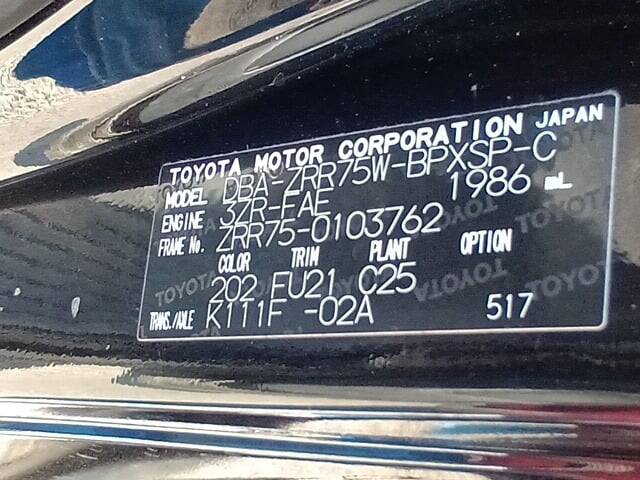 TOYOTA MOTOR CORPORATION JAPAN
MODEL DBA-ZRR75W-BPXSP-C
ENGINE 3ZR-FAE 1986 mL
FRAME No. ZRR75-0103762
COLOR TRIM PLANT OPTION
202 FU21 C25
TRANS./AXLE K111F -02A 517